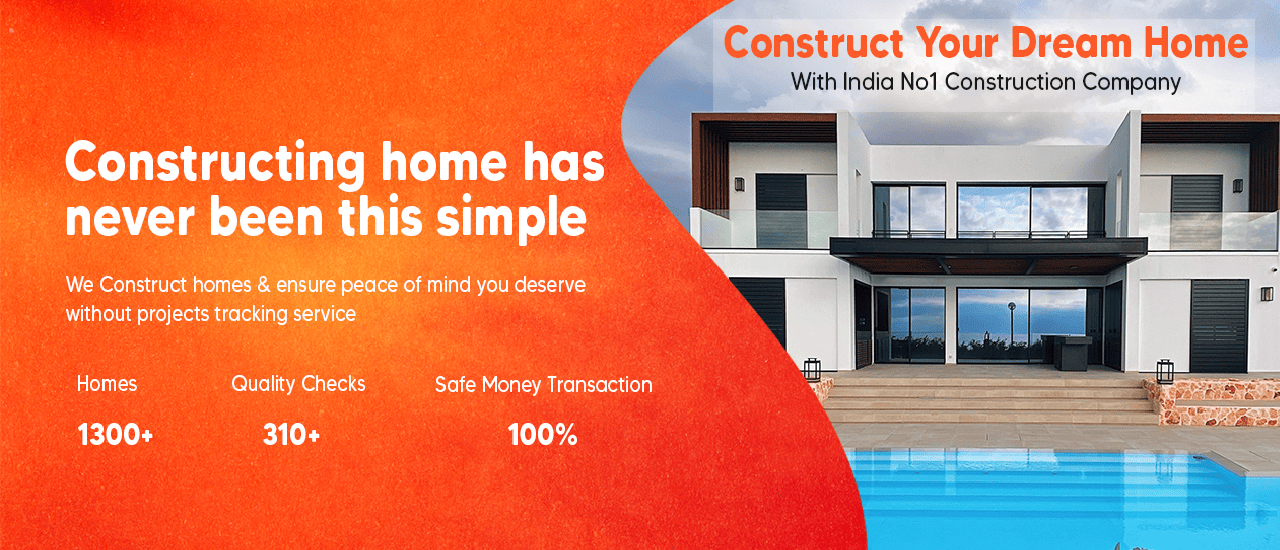 Construct Your Dream Home
With India No1 Construction Company
Constructing home has
never been this simple
We Construct homes & ensure peace of mind you deserve
without projects tracking service
Homes
Quality Checks
Safe Money Transaction
1300+
310+
100%